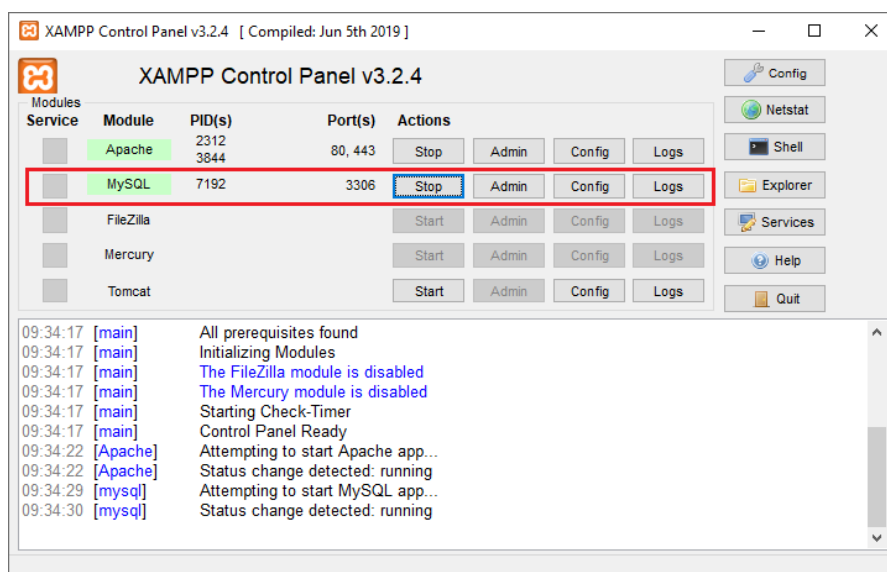 XAMPP Control Panel v3.2.4 [ Compiled: Jun 5th 2019 ]
XAMPP Control Panel v3.2.4
Config
Modules
Service Module PID(s) Port(s) Actions
Netstat
Apache 2312 3844 80, 443 Stop Admin Config Logs
Shell
MySQL 7192 3306 Stop Admin Config Logs
Explorer
FileZilla Start Admin Config Logs
Services
Mercury Start Admin Config Logs
Help
Tomcat Start Admin Config Logs
Quit
09:34:17 [main] All prerequisites found
09:34:17 [main] Initializing Modules
09:34:17 [main] The FileZilla module is disabled
09:34:17 [main] The Mercury module is disabled
09:34:17 [main] Starting Check-Timer
09:34:17 [main] Control Panel Ready
09:34:22 [Apache] Attempting to start Apache app...
09:34:22 [Apache] Status change detected: running
09:34:29 [mysql] Attempting to start MySQL app...
09:34:30 [mysql] Status change detected: running